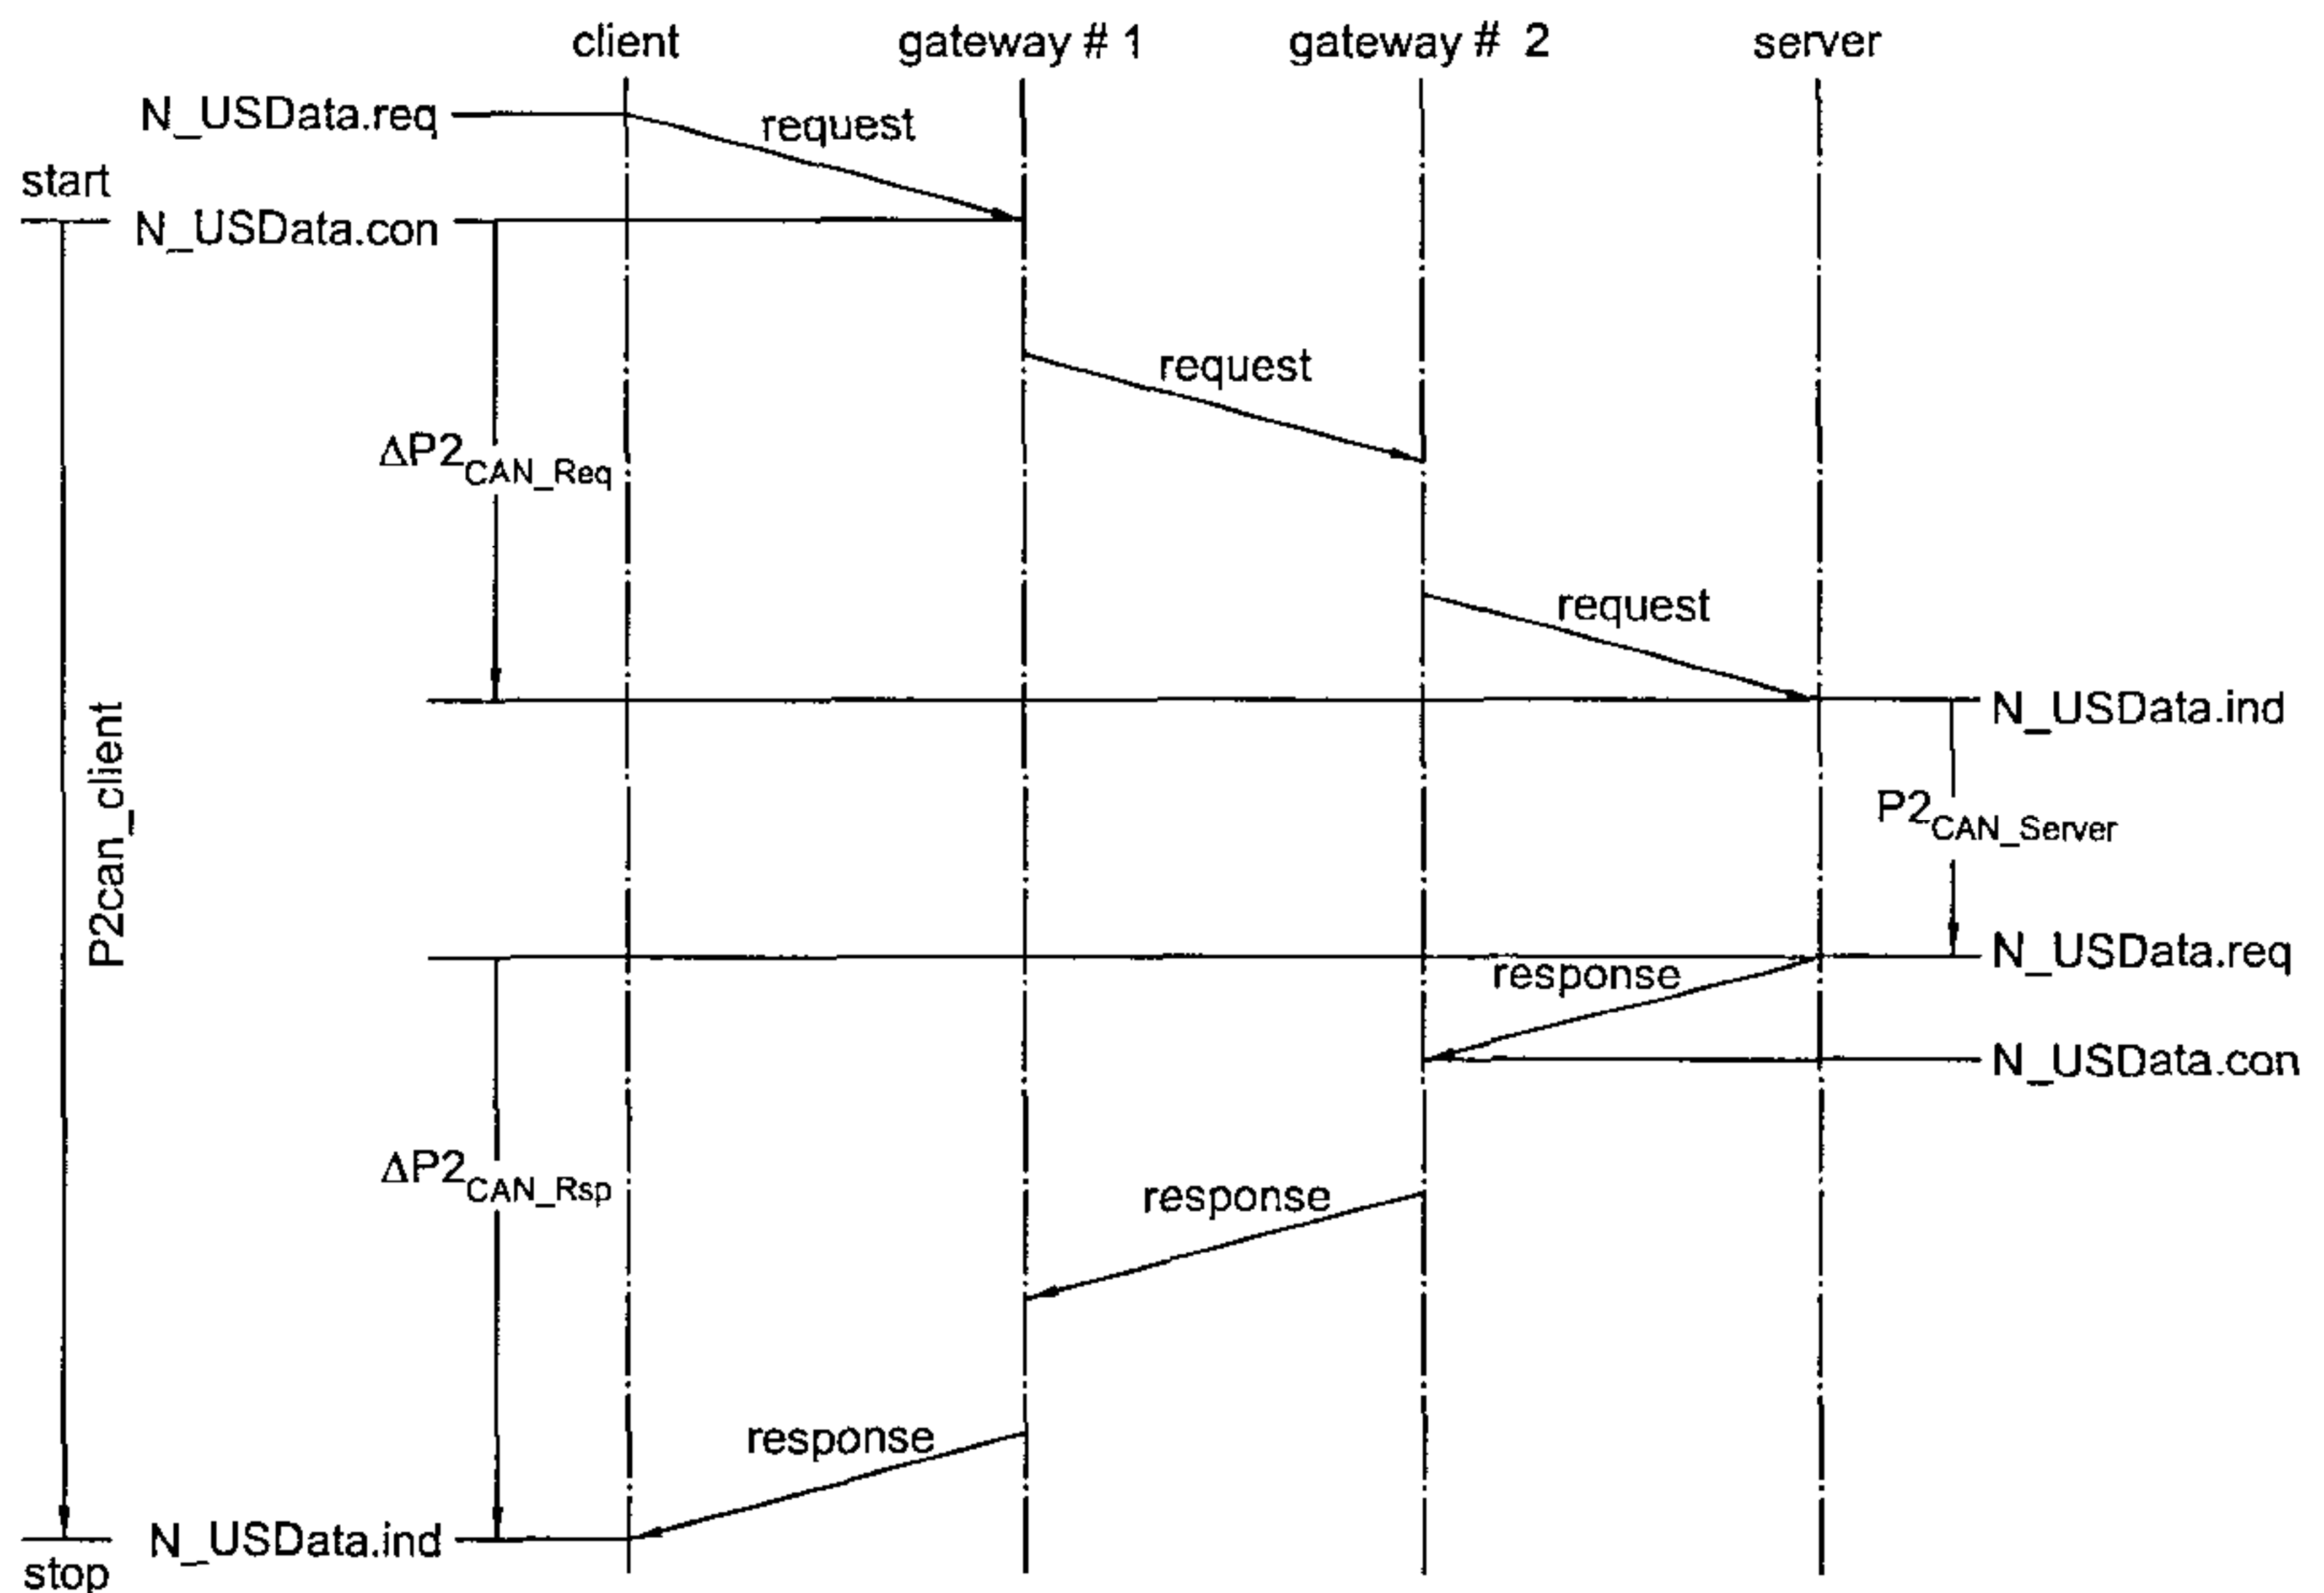 client gateway # 1 gateway # 2 server
N_USData.req
request
start
N_USData.con
request
ΔP2CAN_Req
request
N_USData.ind
P2can_client
P2CAN_Server
N_USData.req
response
N_USData.con
ΔP2CAN_Rsp
response
response
N_USData.ind
stop